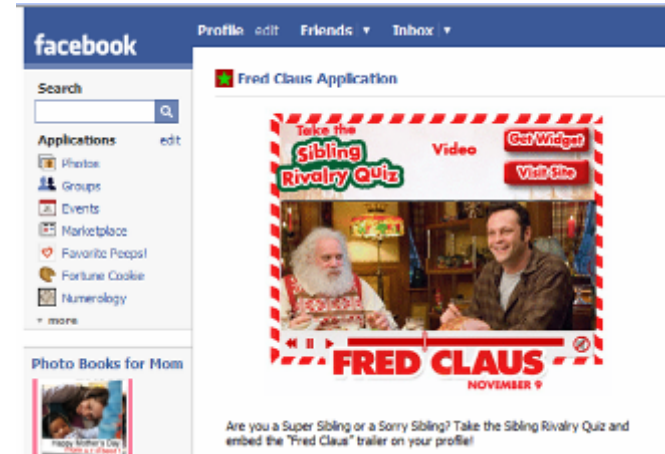 facebook
Profile edit Friends Inbox
Search
Applications edit
Photos
Groups
Events
Marketplace
Favorite Peeps!
Fortune Cookie
Numerology
more
Photo Books for Mom
Happy Mother's Day
Fred Claus Application
Take the
Sibling
Rivalry Quiz
Video
Get Widget
Visit Site
FRED CLAUS
NOVEMBER 9
Are you a Super Sibling or a Sorry Sibling? Take the Sibling Rivalry Quiz and
embed the "Fred Claus" trailer on your profile!